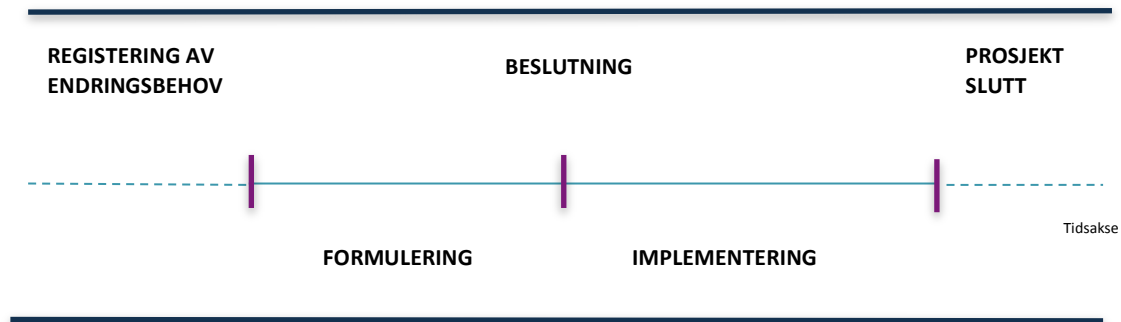 REGISTERING AV
ENDRINGSBEHOV
BESLUTNING
PROSJEKT
SLUTT
Tidsakse
FORMULERING
IMPLEMENTERING